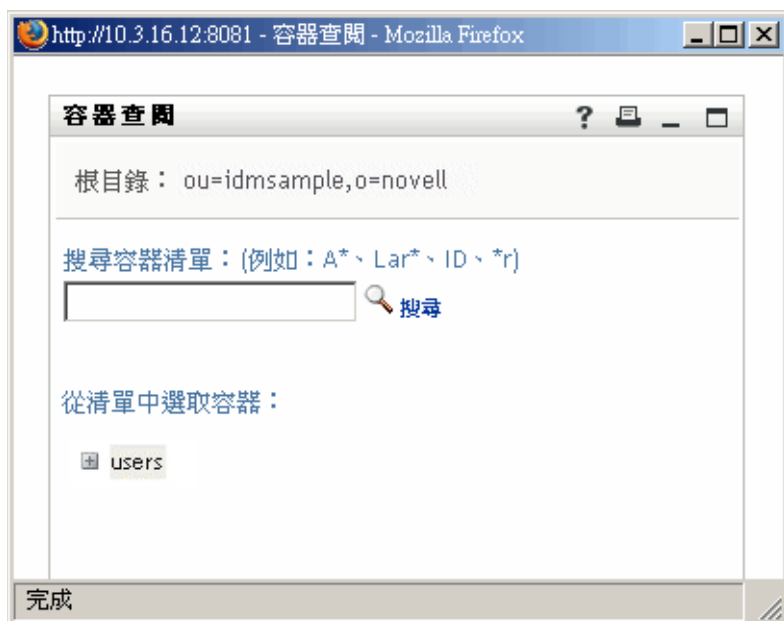 http://10.3.16.12:8081 - 容器查閱 - Mozilla Firefox
容器查閱
根目錄： ou=idmsample,o=novell
搜尋容器清單：(例如：A*、Lar*、ID、*r)
搜尋
從清單中選取容器：
users
完成